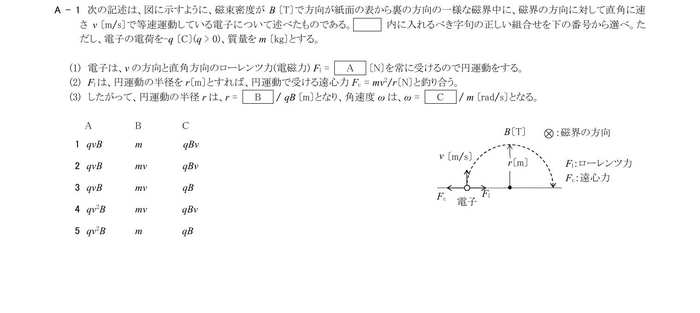 A - 1 次の記述は、図に示すように、磁束密度が B〔T〕で方向が紙面の表から裏の方向の一様な磁界中に、磁界の方向に対して直角に速
さ v〔m/s〕で等速運動している電子について述べたものである。 内に入れるべき字句の正しい組合せを下の番号から選べ。た
だし、電子の電荷を-q〔C〕(q > 0)、質量を m〔kg〕とする。
(1) 電子は、v の方向と直角方向のローレンツ力(電磁力) Fi = A 〔N〕を常に受けるので円運動をする。
(2) Fi は、円運動の半径を r〔m〕とすれば、円運動で受ける遠心力 Fc = mv²/r〔N〕と釣り合う。
(3) したがって、円運動の半径 r は、r = B / qB〔m〕となり、角速度 ω は、ω = C / m〔rad/s〕となる。
A B C
1 qvB m qBv
2 qvB mv qBv
3 qvB mv qB
4 qv²B mv qBv
5 qv²B m qB
B〔T〕 ⊗:磁界の方向
v〔m/s〕 r〔m〕 Fi:ローレンツ力
Fc:遠心力
Fc 電子 Fi